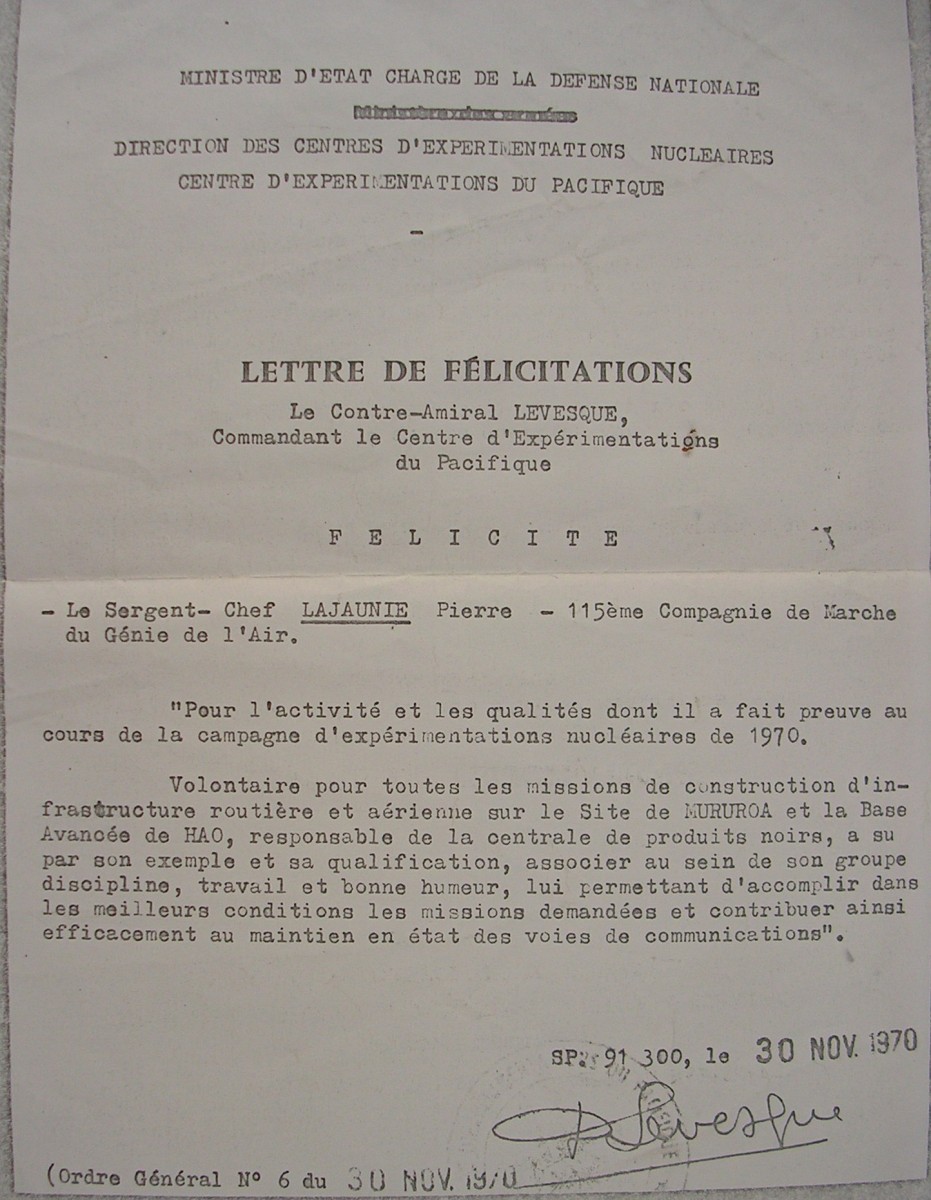 MINISTRE D'ETAT CHARGE DE LA DEFENSE NATIONALE
DIRECTION DES CENTRES D'EXPERIMENTATIONS NUCLEAIRES
CENTRE D'EXPERIMENTATIONS DU PACIFIQUE
-
LETTRE DE FÉLICITATIONS
Le Contre-Amiral LEVESQUE,
Commandant le Centre d'Expérimentations
du Pacifique
F E L I C I T E
- Le Sergent- Chef LAJAUNIE Pierre - 115ème Compagnie de Marche
du Génie de l'Air.
"Pour l'activité et les qualités dont il a fait preuve au
cours de la campagne d'expérimentations nucléaires de 1970.
Volontaire pour toutes les missions de construction d'in-
frastructure routière et aérienne sur le Site de MURUROA et la Base
Avancée de HAO, responsable de la centrale de produits noirs, a su
par son exemple et sa qualification, associer au sein de son groupe
discipline, travail et bonne humeur, lui permettant d'accomplir dans
les meilleurs conditions les missions demandées et contribuer ainsi
efficacement au maintien en état des voies de communications".
SP. 91 300, le 30 NOV. 1970
Levesque
(Ordre Général N° 6 du 30 NOV. 1970